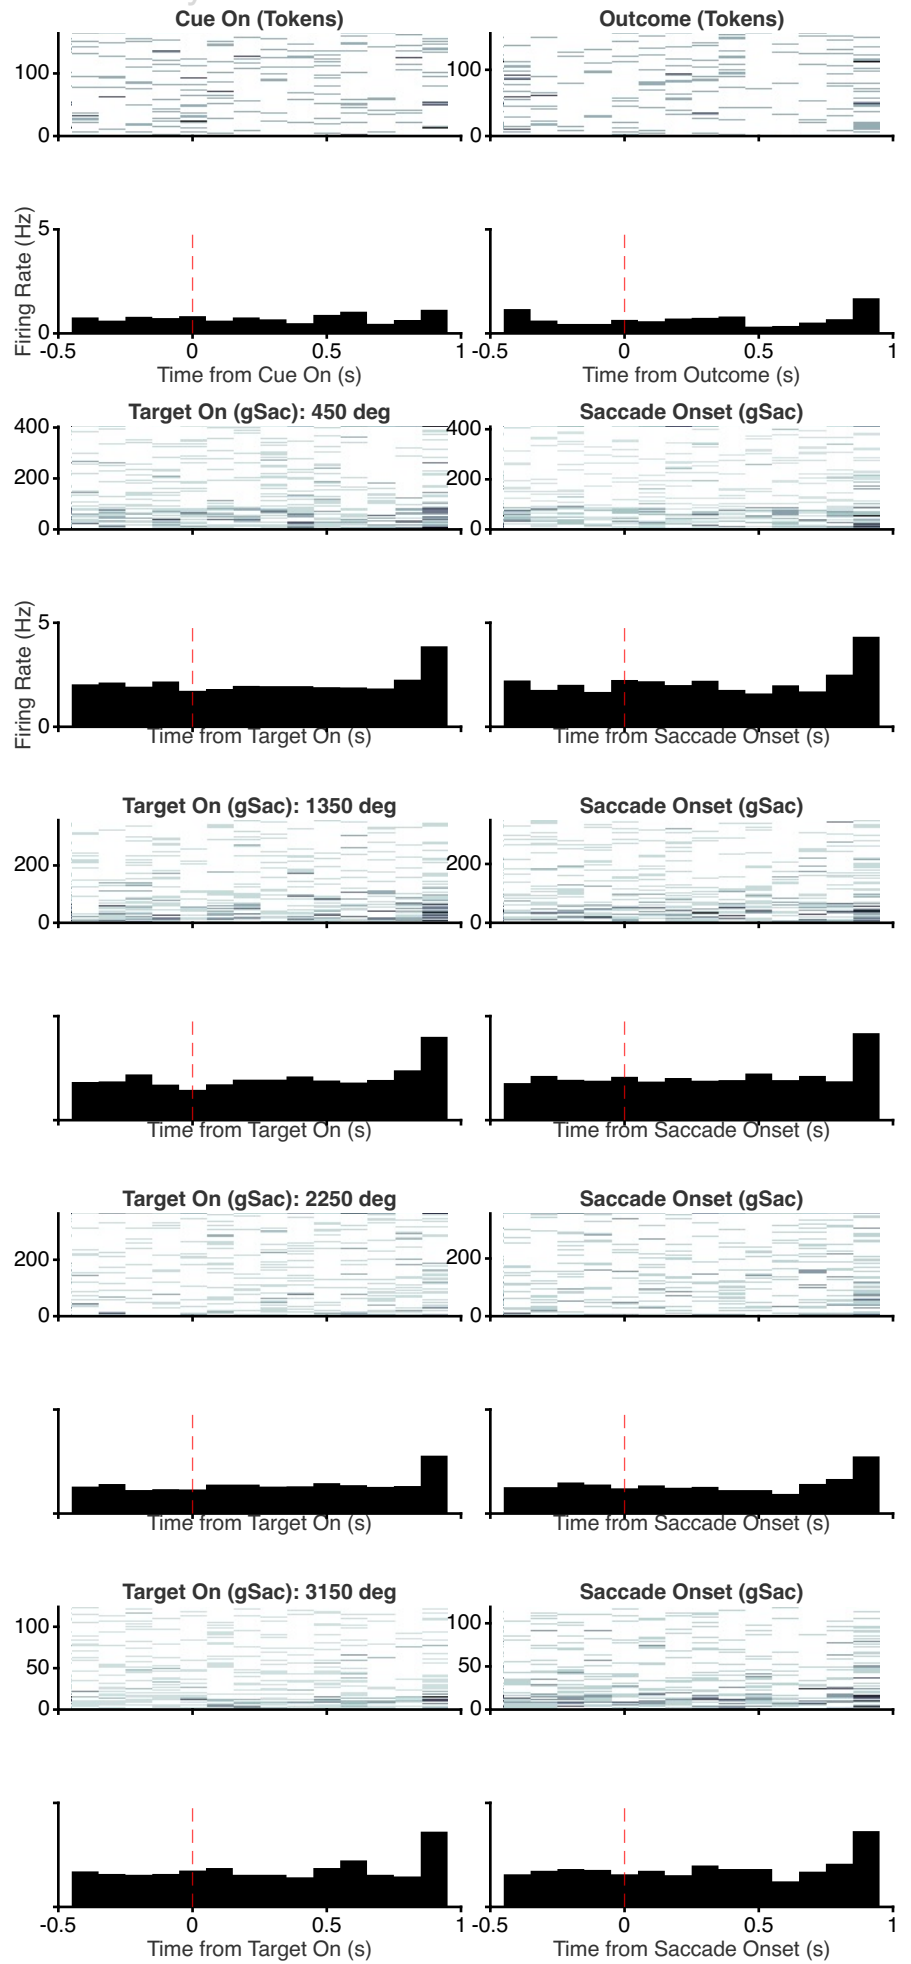 Cue On (Tokens) Outcome (Tokens)
100 100
0 0
Firing Rate (Hz)
5
0
-0.5 0 0.5 1 -0.5 0 0.5 1
Time from Cue On (s) Time from Outcome (s)
Target On (gSac): 450 deg Saccade Onset (gSac)
400 400
200 200
0 0
Firing Rate (Hz)
5
0
Time from Target On (s) Time from Saccade Onset (s)
Target On (gSac): 1350 deg Saccade Onset (gSac)
200 200
0 0
Time from Target On (s) Time from Saccade Onset (s)
Target On (gSac): 2250 deg Saccade Onset (gSac)
200 200
0 0
Time from Target On (s) Time from Saccade Onset (s)
Target On (gSac): 3150 deg Saccade Onset (gSac)
100 100
50 50
0 0
-0.5 0 0.5 1 -0.5 0 0.5 1
Time from Target On (s) Time from Saccade Onset (s)